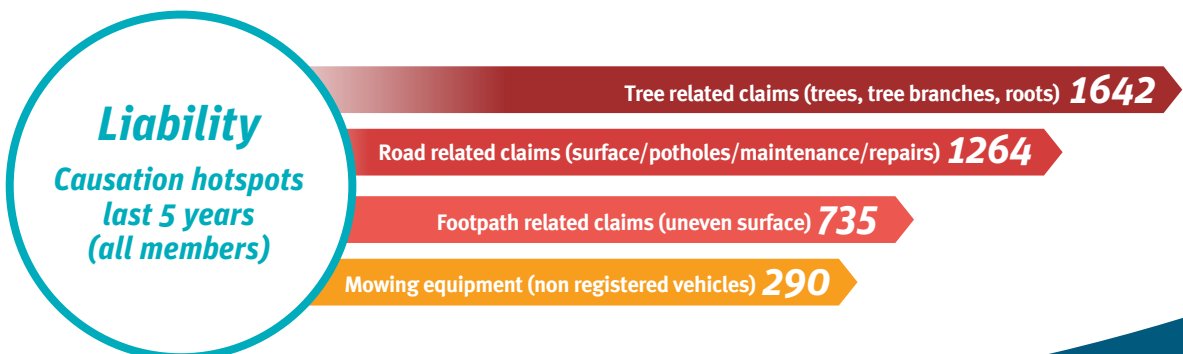 Liability
Causation hotspots
last 5 years
(all members)
Tree related claims (trees, tree branches, roots) 1642
Road related claims (surface/potholes/maintenance/repairs) 1264
Footpath related claims (uneven surface) 735
Mowing equipment (non registered vehicles) 290